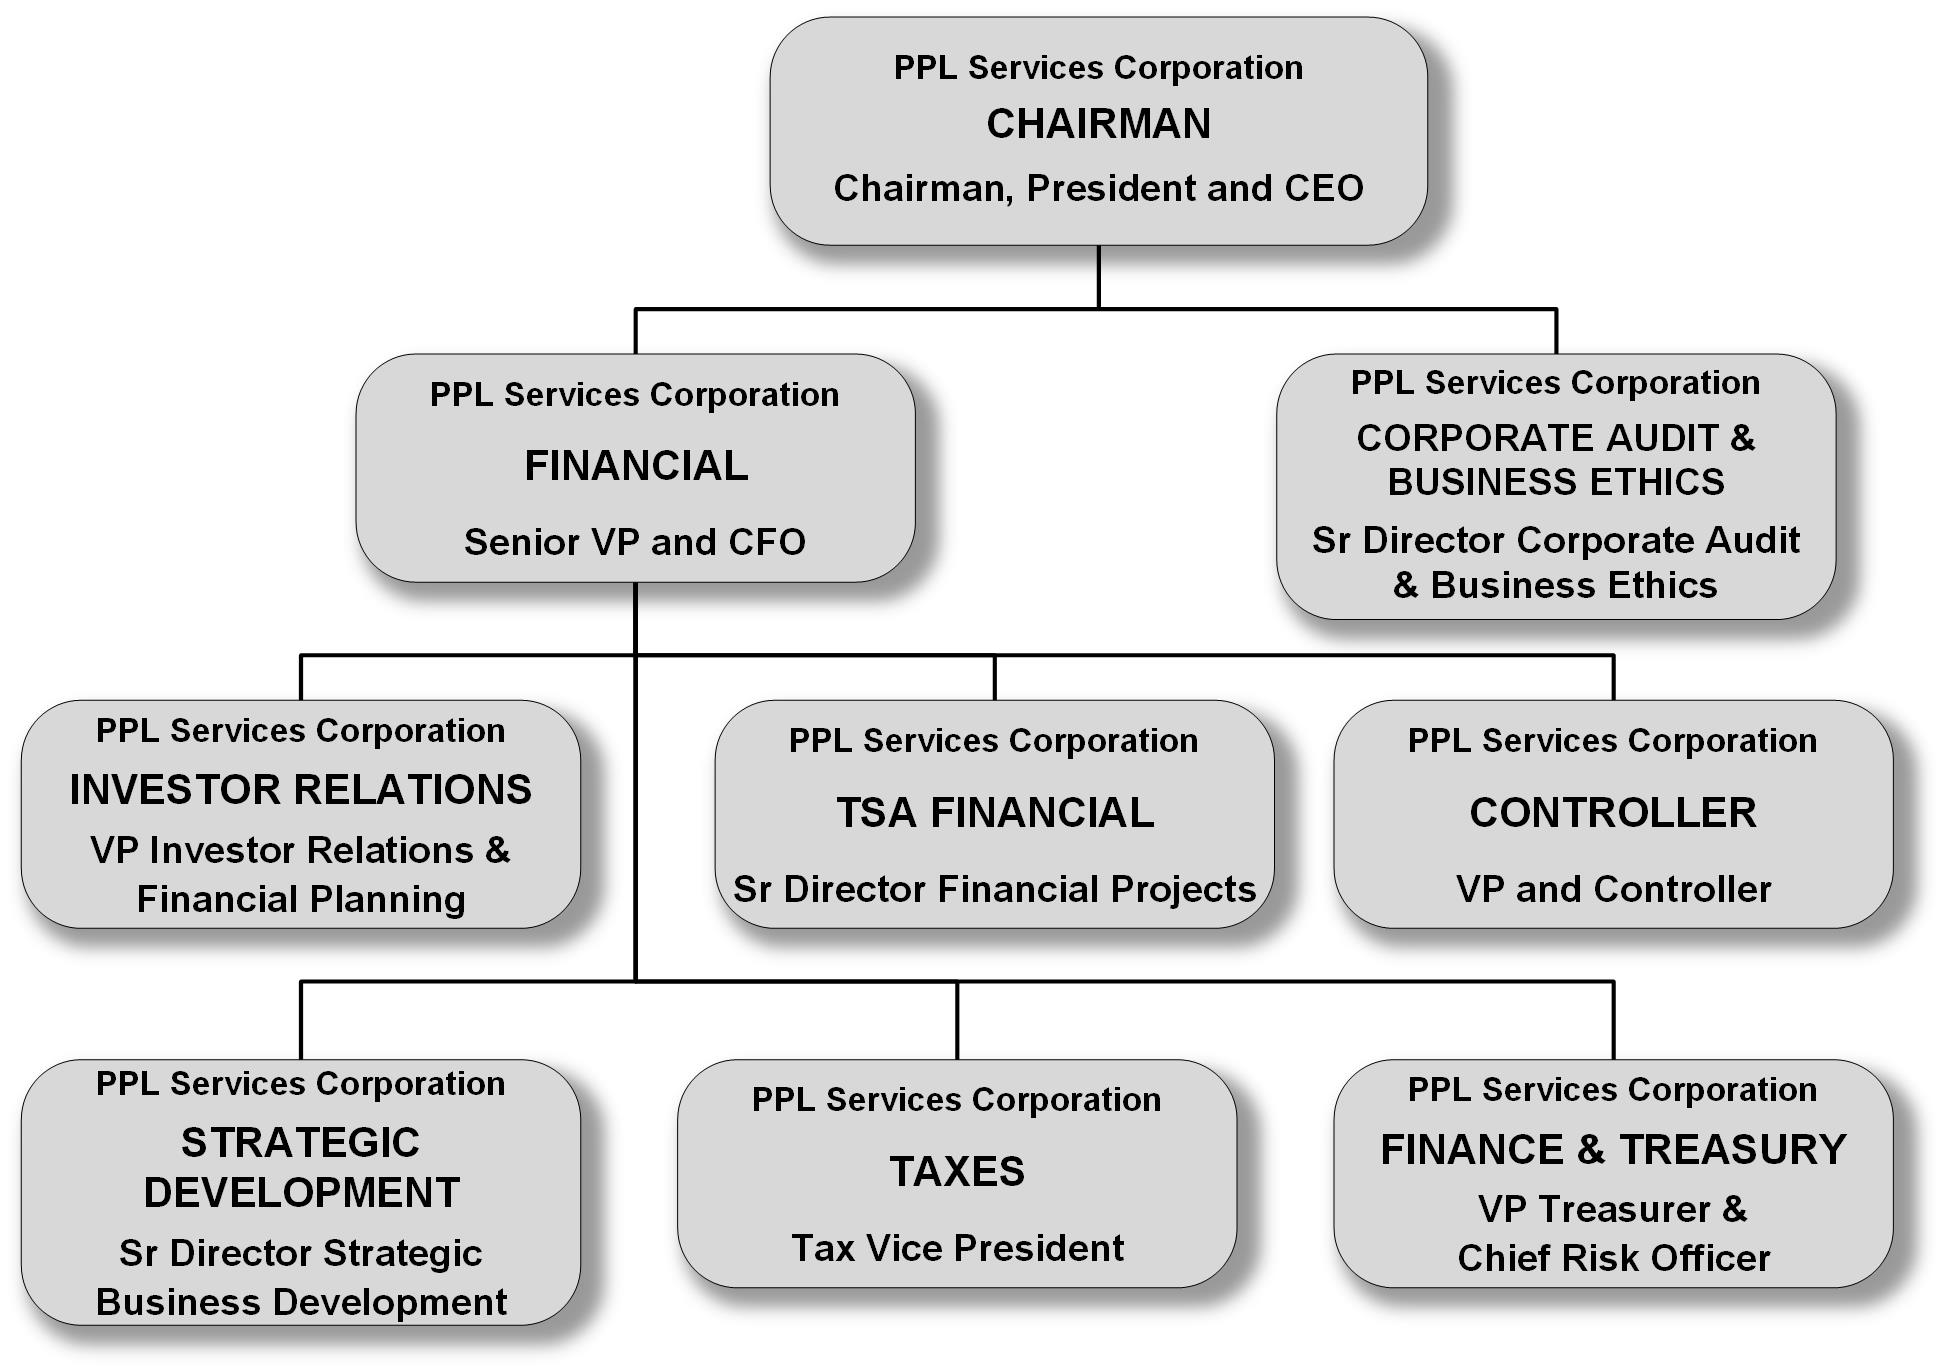 PPL Services Corporation
CHAIRMAN
Chairman, President and CEO
PPL Services Corporation
FINANCIAL
Senior VP and CFO
PPL Services Corporation
CORPORATE AUDIT &
BUSINESS ETHICS
Sr Director Corporate Audit
& Business Ethics
PPL Services Corporation
INVESTOR RELATIONS
VP Investor Relations &
Financial Planning
PPL Services Corporation
TSA FINANCIAL
Sr Director Financial Projects
PPL Services Corporation
CONTROLLER
VP and Controller
PPL Services Corporation
STRATEGIC
DEVELOPMENT
Sr Director Strategic
Business Development
PPL Services Corporation
TAXES
Tax Vice President
PPL Services Corporation
FINANCE & TREASURY
VP Treasurer &
Chief Risk Officer